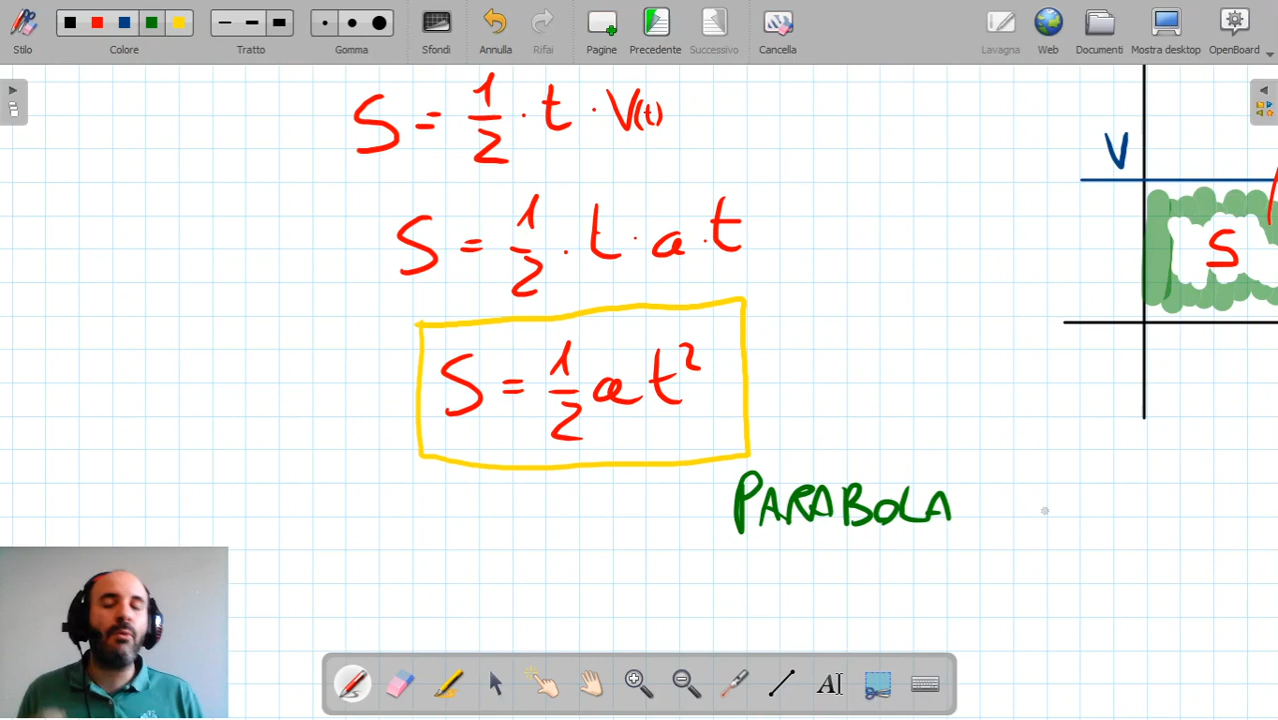 Stilo Colore Tratto Gomma Sfondi Annulla Rifai Pagine Precedente Successivo Cancella Lavagna Web Documenti Mostra desktop OpenBoard
S = 1/2 · t · V(t)
V
S = 1/2 · t · a · t
S
S = 1/2 a t²
PARABOLA
AI